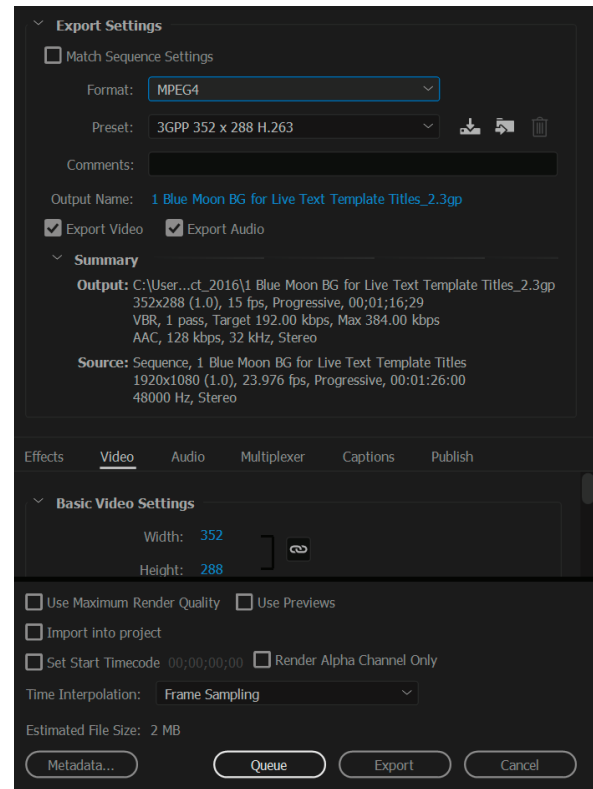 Export Settings
Match Sequence Settings
Format: MPEG4
Preset: 3GPP 352 x 288 H.263
Comments:
Output Name: 1 Blue Moon BG for Live Text Template Titles_2.3gp
Export Video Export Audio
Summary
Output: C:\User...ct_2016\1 Blue Moon BG for Live Text Template Titles_2.3gp
352x288 (1.0), 15 fps, Progressive, 00;01;16;29
VBR, 1 pass, Target 192.00 kbps, Max 384.00 kbps
AAC, 128 kbps, 32 kHz, Stereo
Source: Sequence, 1 Blue Moon BG for Live Text Template Titles
1920x1080 (1.0), 23.976 fps, Progressive, 00:01:26:00
48000 Hz, Stereo
Effects Video Audio Multiplexer Captions Publish
Basic Video Settings
Width: 352
Height: 288
Use Maximum Render Quality Use Previews
Import into project
Set Start Timecode 00;00;00;00 Render Alpha Channel Only
Time Interpolation: Frame Sampling
Estimated File Size: 2 MB
Metadata... Queue Export Cancel